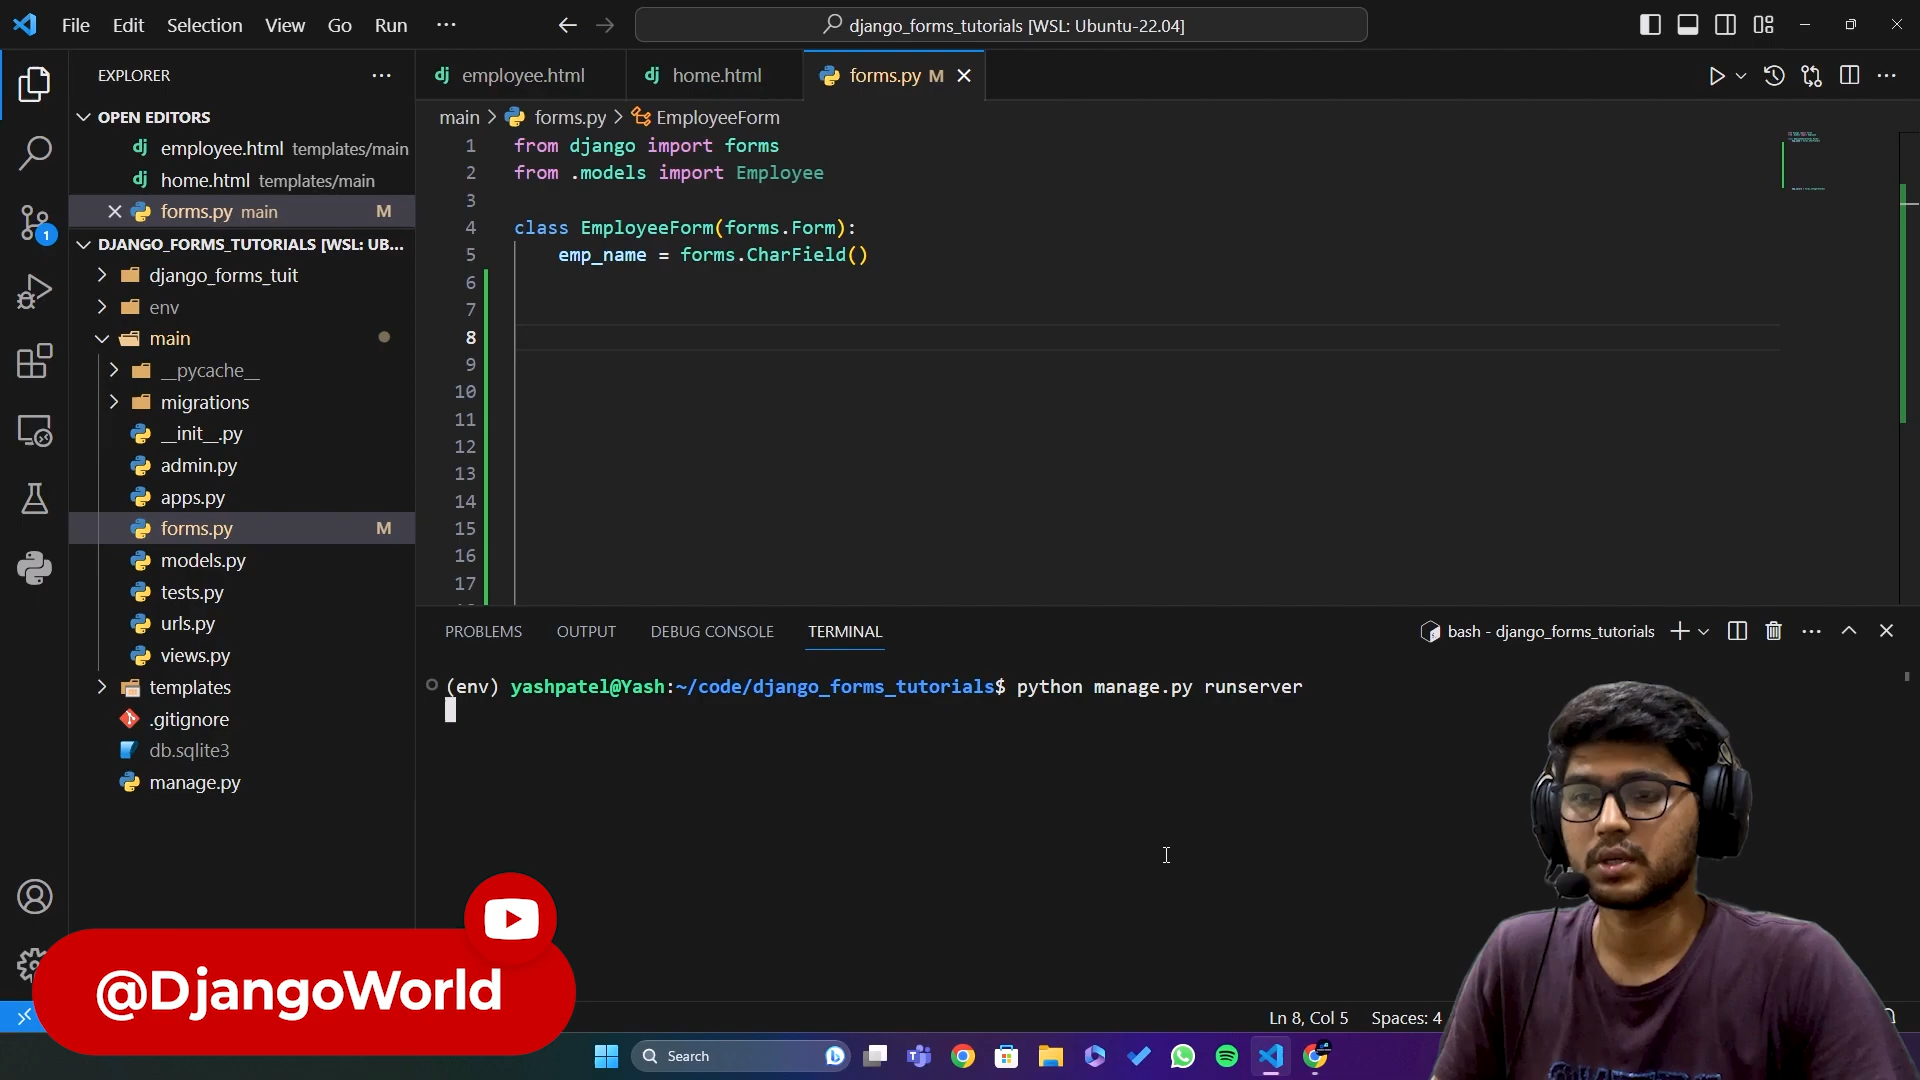 File Edit Selection View Go Run ··· django_forms_tutorials [WSL: Ubuntu-22.04]
EXPLORER ···
OPEN EDITORS
employee.html templates/main
home.html templates/main
forms.py main M
1
DJANGO_FORMS_TUTORIALS [WSL: UB...
django_forms_tuit
env
main
__pycache__
migrations
__init__.py
admin.py
apps.py
forms.py M
models.py
tests.py
urls.py
views.py
templates
.gitignore
db.sqlite3
manage.py
employee.html home.html forms.py M
main > forms.py > EmployeeForm
1 from django import forms
2 from .models import Employee
3
4 class EmployeeForm(forms.Form):
5 emp_name = forms.CharField()
6
7
8
9
10
11
12
13
14
15
16
17
PROBLEMS OUTPUT DEBUG CONSOLE TERMINAL bash - django_forms_tutorials
(env) yashpatel@Yash:~/code/django_forms_tutorials$ python manage.py runserver
@DjangoWorld
Ln 8, Col 5 Spaces: 4
Search